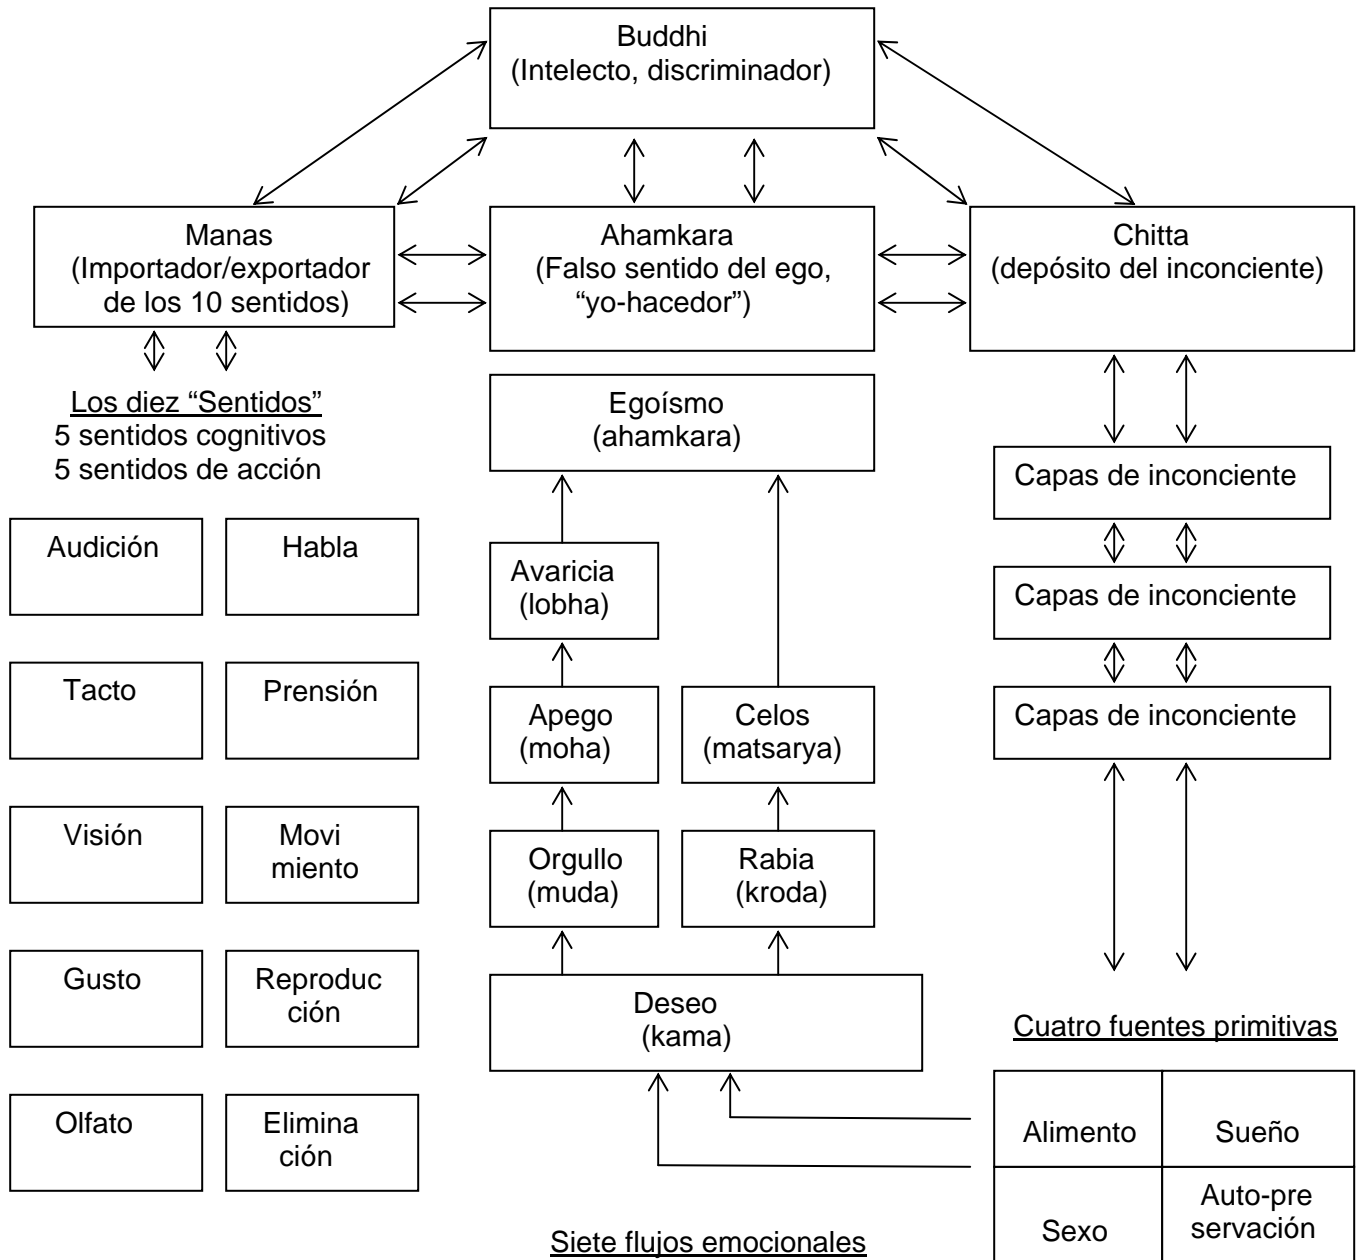 Buddhi
(Intelecto, discriminador)
Manas
(Importador/exportador
de los 10 sentidos)
Ahamkara
(Falso sentido del ego,
“yo-hacedor”)
Chitta
(depósito del inconciente)
Los diez “Sentidos”
5 sentidos cognitivos
5 sentidos de acción
Audición
Habla
Tacto
Prensión
Visión
Movi
miento
Gusto
Reproduc
ción
Olfato
Elimina
ción
Egoísmo
(ahamkara)
Avaricia
(lobha)
Apego
(moha)
Celos
(matsarya)
Orgullo
(muda)
Rabia
(kroda)
Deseo
(kama)
Siete flujos emocionales
Capas de inconciente
Capas de inconciente
Capas de inconciente
Cuatro fuentes primitivas
Alimento
Sueño
Sexo
Auto-pre
servación